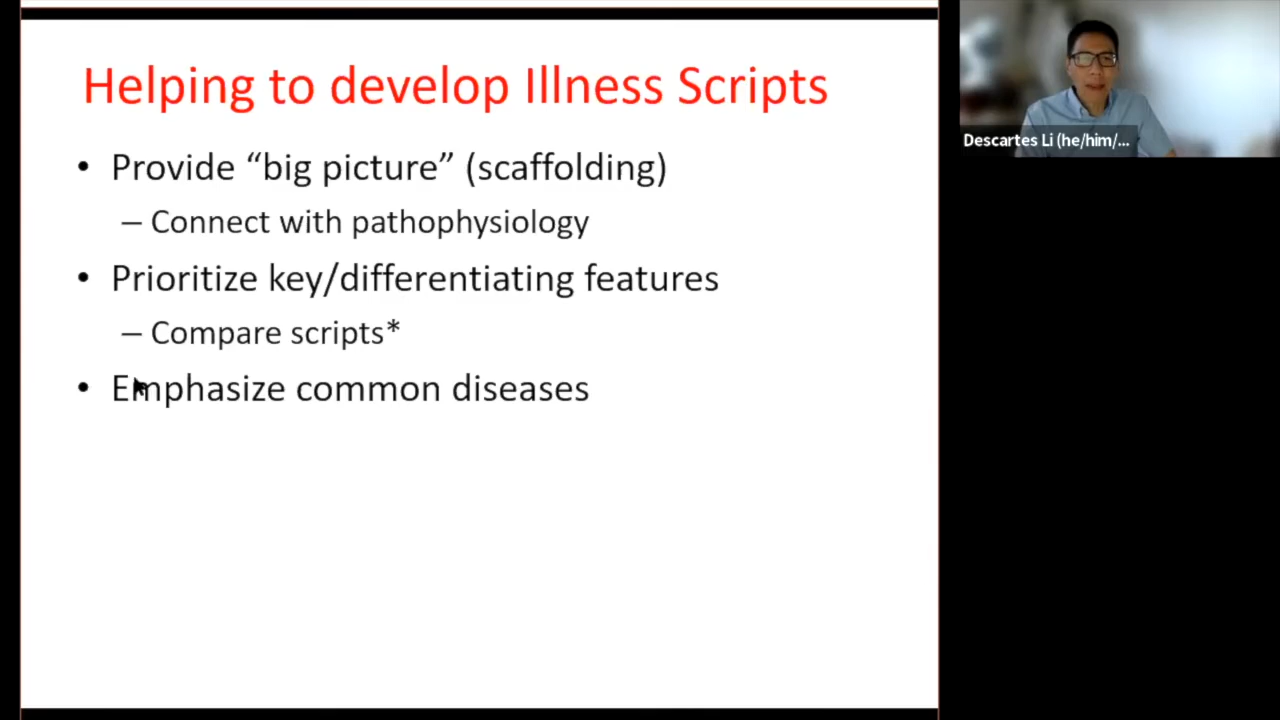 Helping to develop Illness Scripts
• Provide “big picture” (scaffolding)
– Connect with pathophysiology
• Prioritize key/differentiating features
– Compare scripts*
• Emphasize common diseases
Descartes Li (he/him/...